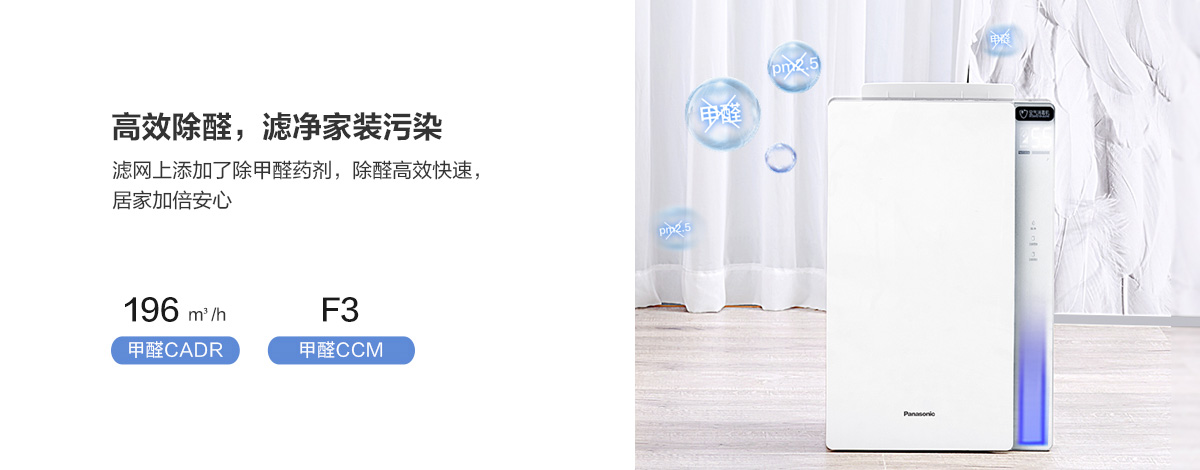 高效除醛，滤净家装污染
滤网上添加了除甲醛药剂，除醛高效快速，
居家加倍安心
196 m³/h
F3
甲醛CADR
甲醛CCM
甲醛
pm2.5
甲醛
pm2.5
Panasonic